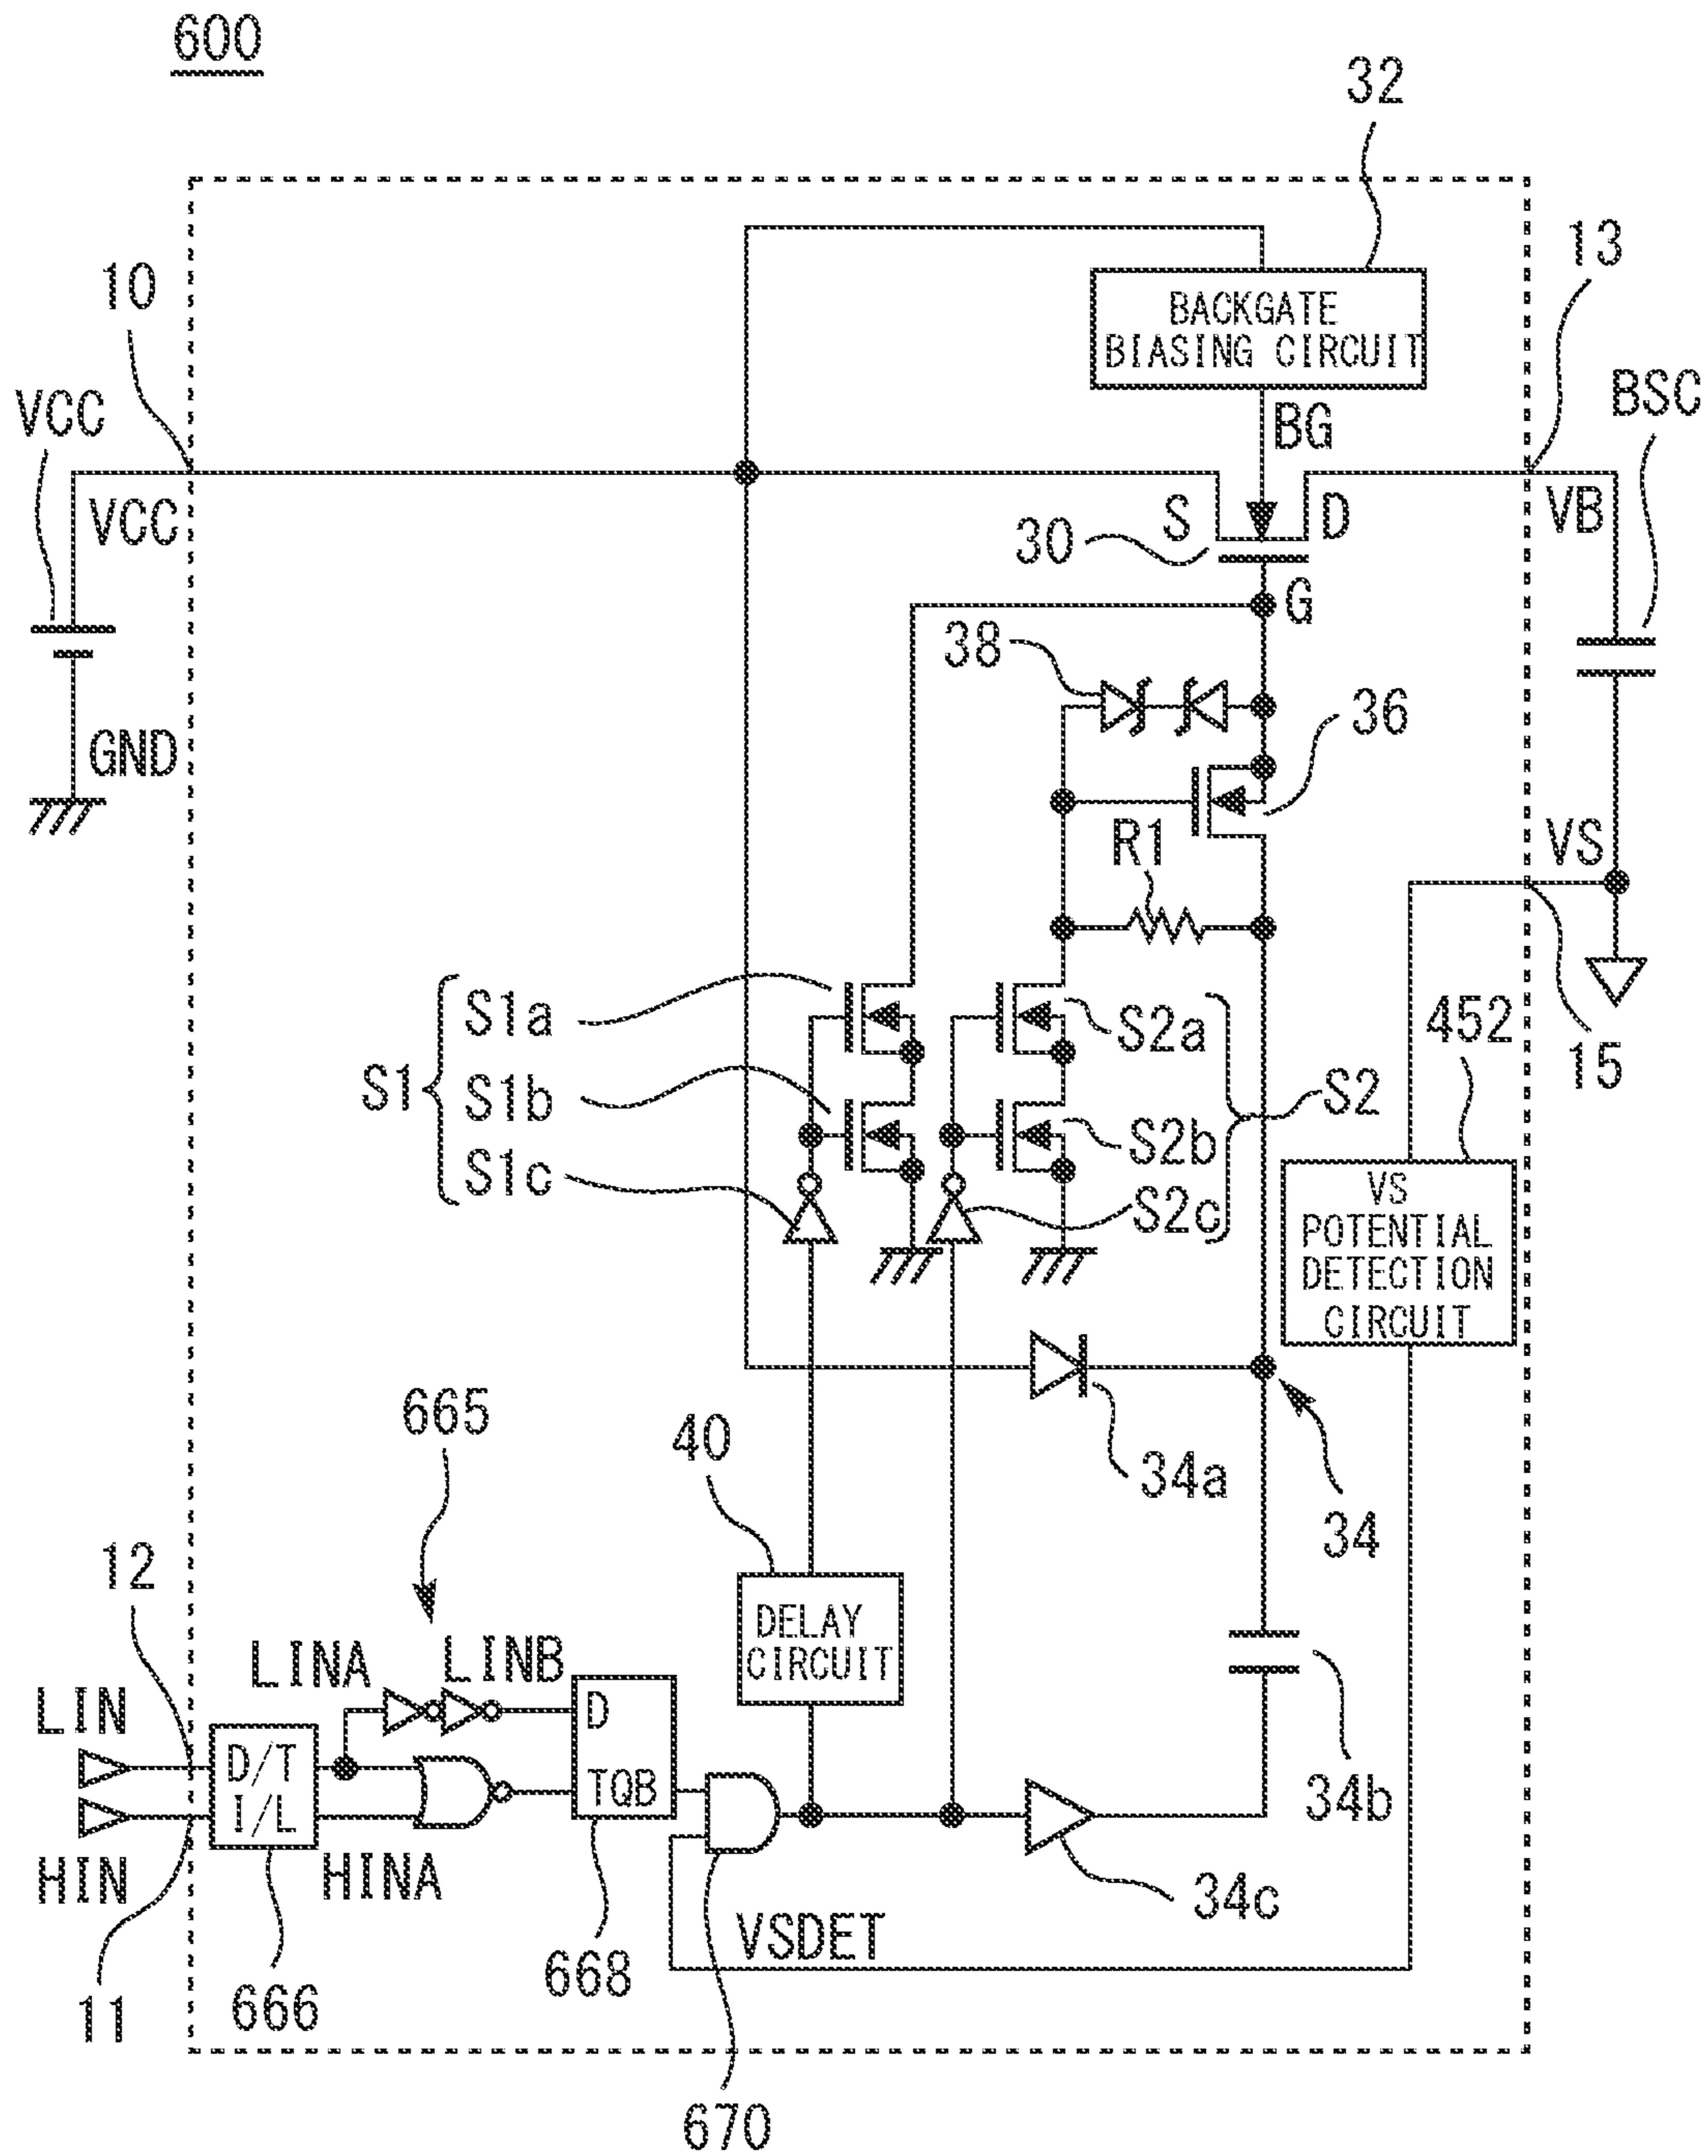 600
32
10
13
BACKGATE
BIASING CIRCUIT
VCC
BSC
BG
VCC
S
D
VB
30
G
38
36
GND
R1
VS
S1a
S2a
452
S1
S1b
S2
15
S2b
S1c
S2c
VS
POTENTIAL
DETECTION
CIRCUIT
665
40
34a
34
12
DELAY
CIRCUIT
LINA
LINB
LIN
D
D/T
I/L
TQB
34b
HIN
HINA
34c
VSDET
668
11
666
670